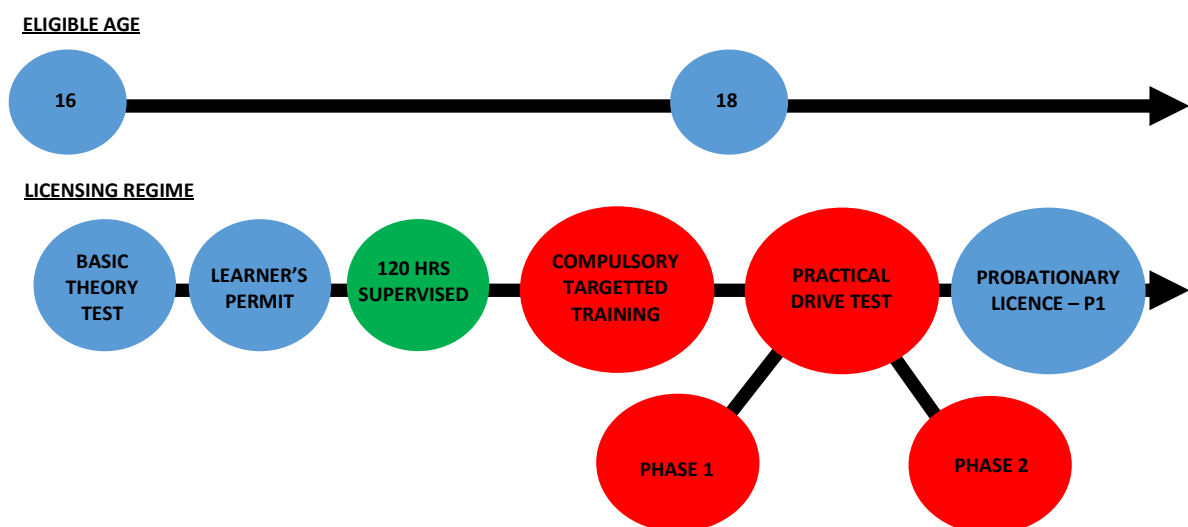 ELIGIBLE AGE
16
18
LICENSING REGIME
BASIC
THEORY
TEST
LEARNER'S
PERMIT
120 HRS
SUPERVISED
COMPULSORY
TARGETTED
TRAINING
PRACTICAL
DRIVE TEST
PROBATIONARY
LICENCE – P1
PHASE 1
PHASE 2